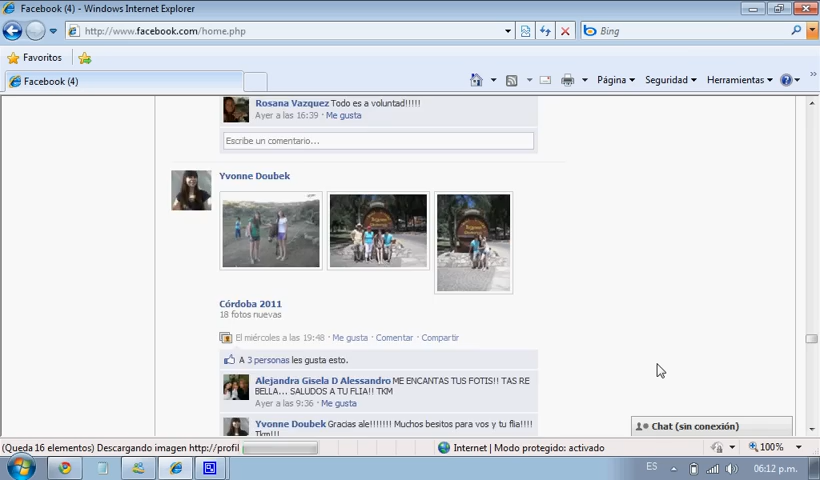 Facebook (4) - Windows Internet Explorer
http://www.facebook.com/home.php
Bing
Favoritos
Facebook (4)
Página
Seguridad
Herramientas
Rosana Vazquez Todo es a voluntad!!!!!
Ayer a las 16:39 · Me gusta
Escribe un comentario...
Yvonne Doubek
Córdoba 2011
18 fotos nuevas
El miércoles a las 19:48 · Me gusta · Comentar · Compartir
A 3 personas les gusta esto.
Alejandra Gisela D Alessandro ME ENCANTAS TUS FOTIS!! TAS RE
BELLA... SALUDOS A TU FLIA!! TKM
Ayer a las 9:36 · Me gusta
Yvonne Doubek Gracias ale!!!!!!! Muchos besitos para vos y tu flia!!!!
Tkm!!!
Chat (sin conexión)
(Queda 16 elementos) Descargando imagen http://profil
Internet | Modo protegido: activado
100%
ES
06:12 p.m.